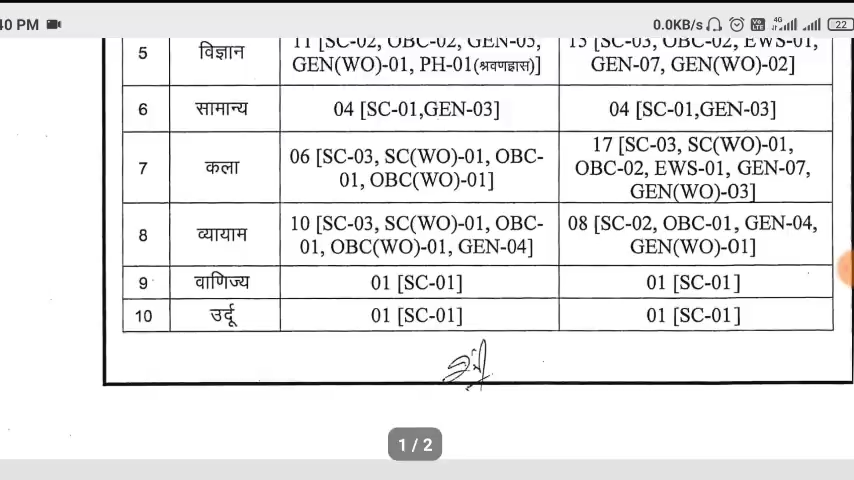 40 PM 0.0KB/s 4G 22
5 विज्ञान 11 [SC-02, OBC-02, GEN-05, 15 [SC-03, OBC-02, EWS-01,
GEN(WO)-01, PH-01(श्रवणह्रास)] GEN-07, GEN(WO)-02]
6 सामान्य 04 [SC-01,GEN-03] 04 [SC-01,GEN-03]
7 कला 06 [SC-03, SC(WO)-01, OBC-
01, OBC(WO)-01] 17 [SC-03, SC(WO)-01,
OBC-02, EWS-01, GEN-07,
GEN(WO)-03]
8 व्यायाम 10 [SC-03, SC(WO)-01, OBC-
01, OBC(WO)-01, GEN-04] 08 [SC-02, OBC-01, GEN-04,
GEN(WO)-01]
9 वाणिज्य 01 [SC-01] 01 [SC-01]
10 उर्दू 01 [SC-01] 01 [SC-01]
1 / 2